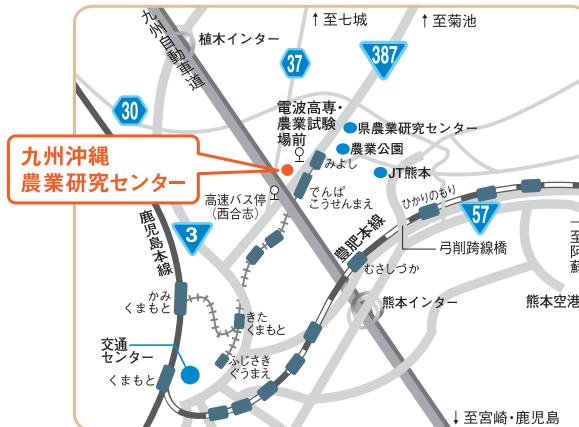 九州自動車道
植木インター
↑至七城
↑至菊池
37
387
30
電波高専・
農業試験
場前
県農業研究センター
農業公園
JT熊本
みよし
九州沖縄
農業研究センター
でんぱ
こうせんまえ
高速バス停
(西合志)
ひかりのもり
57
鹿児島本線
3
豊肥本線
弓削跨線橋
至阿蘇
むさしづか
熊本インター
熊本空港
かみ
くまもと
きた
くまもと
交通
センター
ふじさき
ぐうまえ
くまもと
↓至宮崎・鹿児島